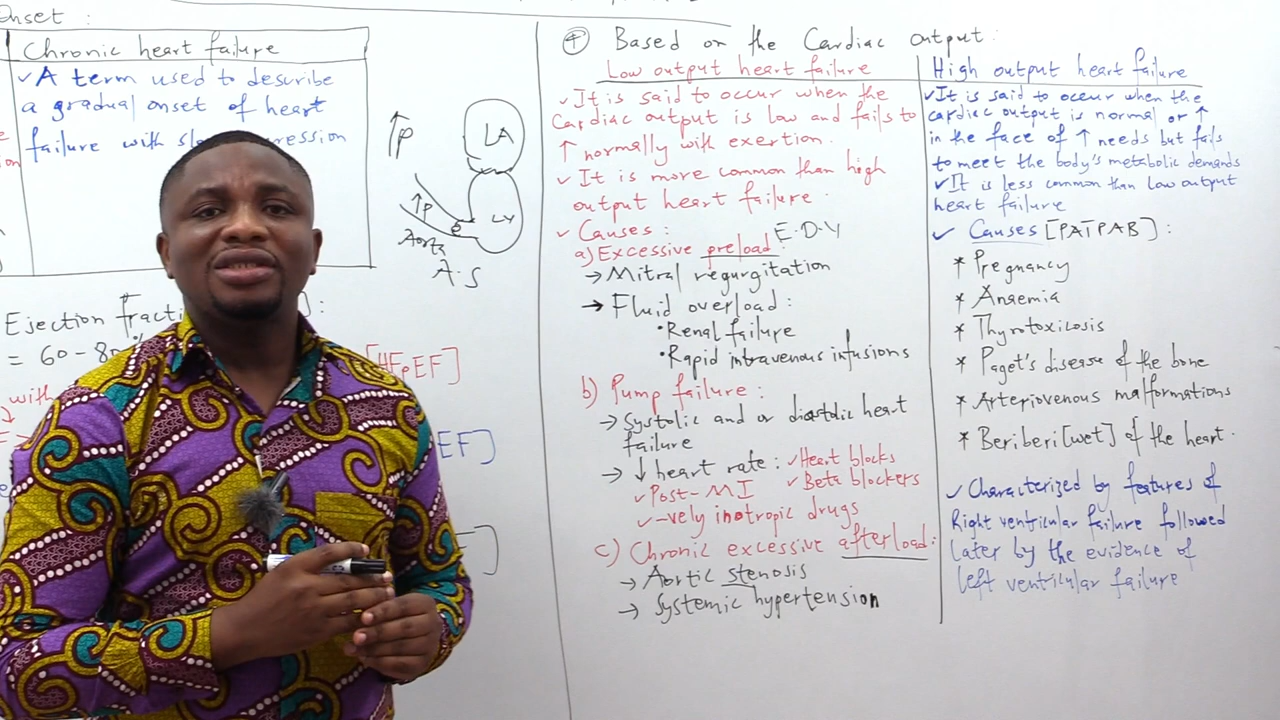 Onset :
Chronic heart failure
✓ A term used to describe
a gradual onset of heart
failure with
↑P
LA
↑P
LV
Aorta
A.S
Ejection
= 60 - 80%
[HFpEF]
with
EF]
④ Based on the Cardiac output:
Low output heart failure
✓ It is said to occur when the
Cardiac output is low and fails to
↑ normally with exertion.
✓ It is more common than high
output heart failure.
✓ Causes :
E.D.V
a) Excessive preload:
→ Mitral regurgitation
→ Fluid overload:
• Renal failure
• Rapid intravenous infusions
b) Pump failure:
→ Systolic and or diastolic heart
failure
→ ↓ heart rate: ✓ Heart blocks
✓ Post-MI ✓ Beta blockers
✓ -vely inotropic drugs
c) Chronic excessive afterload:
→ Aortic stenosis
→ Systemic hypertension
High output heart failure
✓ It is said to occur when the
cardiac output is normal or ↑
in the face of ↑ needs but fails
to meet the body's metabolic demands
✓ It is less common than low output
heart failure
✓ Causes [PATPAB]:
* Pregnancy
* Anaemia
* Thyrotoxicosis
* Paget's disease of the bone
* Arteriovenous malformations
* Beriberi [wet] of the heart.
✓ Characterized by features of
Right ventricular failure followed
later by the evidence of
left ventricular failure